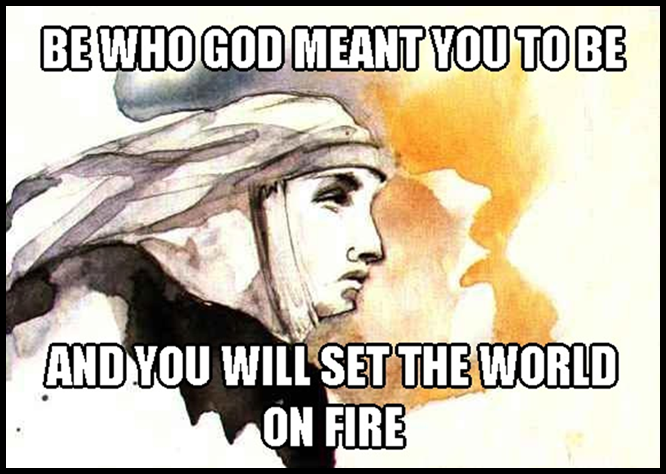 BE WHO GOD MEANT YOU TO BE
AND YOU WILL SET THE WORLD
ON FIRE